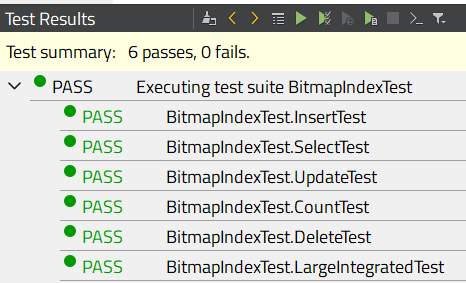 Test Results
Test summary: 6 passes, 0 fails.
PASS Executing test suite BitmapIndexTest
PASS BitmapIndexTest.InsertTest
PASS BitmapIndexTest.SelectTest
PASS BitmapIndexTest.UpdateTest
PASS BitmapIndexTest.CountTest
PASS BitmapIndexTest.DeleteTest
PASS BitmapIndexTest.LargeIntegratedTest